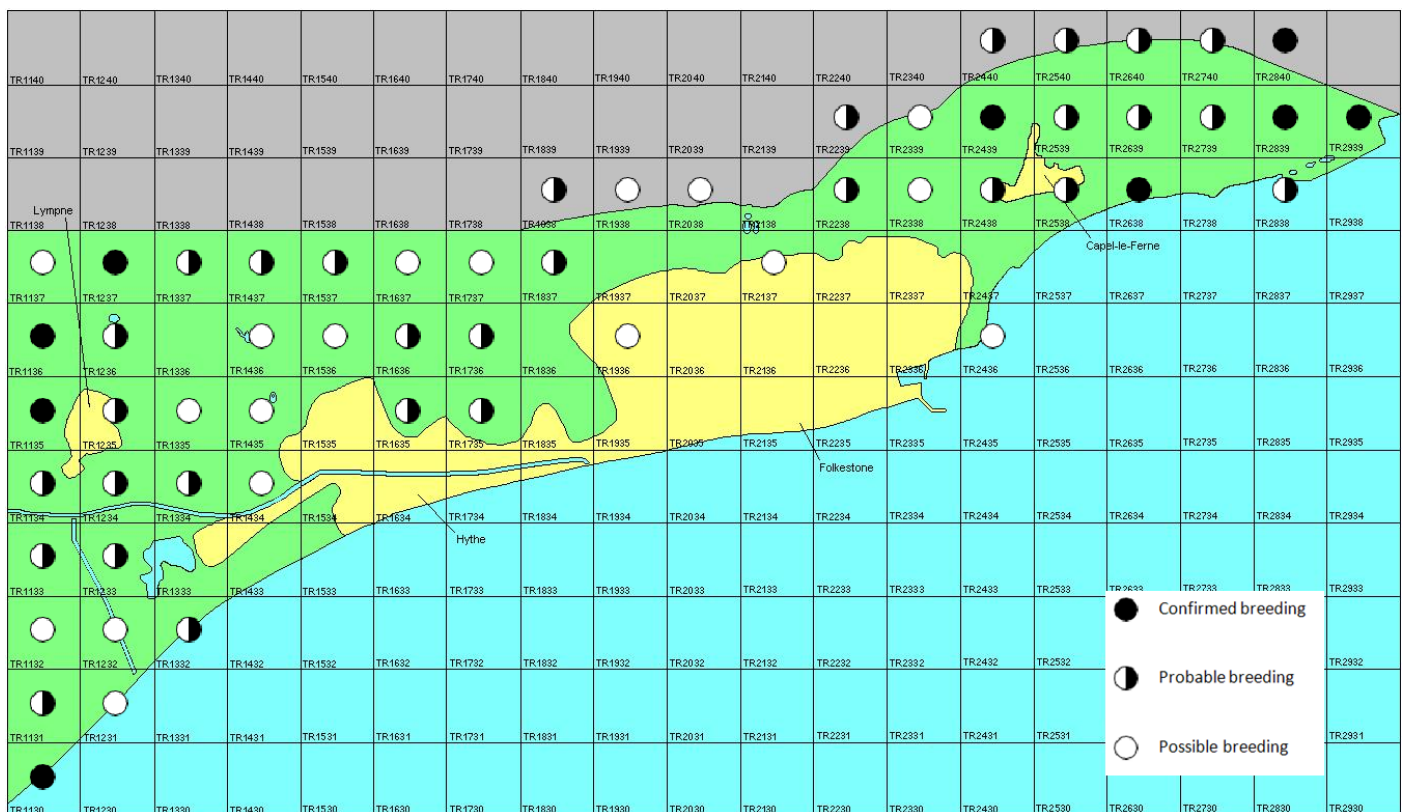 TR1140 TR1240 TR1340 TR1440 TR1540 TR1640 TR1740 TR1840 TR1940 TR2040 TR2140 TR2240 TR2340 TR2440 TR2540 TR2640 TR2740 TR2840
TR1139 TR1239 TR1339 TR1439 TR1539 TR1639 TR1739 TR1839 TR1939 TR2039 TR2139 TR2239 TR2339 TR2439 TR2539 TR2639 TR2739 TR2839 TR2939
Lympne
TR1138 TR1238 TR1338 TR1438 TR1538 TR1638 TR1738 TR1838 TR1938 TR2038 TR2138 TR2238 TR2338 TR2438 TR2538 TR2638 TR2738 TR2838 TR2938
Capel-le-Ferne
TR1137 TR1237 TR1337 TR1437 TR1537 TR1637 TR1737 TR1837 TR1937 TR2037 TR2137 TR2237 TR2337 TR2437 TR2537 TR2637 TR2737 TR2837 TR2937
TR1136 TR1236 TR1336 TR1436 TR1536 TR1636 TR1736 TR1836 TR1936 TR2036 TR2136 TR2236 TR2336 TR2436 TR2536 TR2636 TR2736 TR2836 TR2936
TR1135 TR1235 TR1335 TR1435 TR1535 TR1635 TR1735 TR1835 TR1935 TR2035 TR2135 TR2235 TR2335 TR2435 TR2535 TR2635 TR2735 TR2835 TR2935
Folkestone
TR1134 TR1234 TR1334 TR1434 TR1534 TR1634 TR1734 TR1834 TR1934 TR2034 TR2134 TR2234 TR2334 TR2434 TR2534 TR2634 TR2734 TR2834 TR2934
Hythe
TR1133 TR1233 TR1333 TR1433 TR1533 TR1633 TR1733 TR1833 TR1933 TR2033 TR2133 TR2233 TR2333 TR2433 TR2533 TR2633 TR2733 TR2833 TR2933
Confirmed breeding
TR1132 TR1232 TR1332 TR1432 TR1532 TR1632 TR1732 TR1832 TR1932 TR2032 TR2132 TR2232 TR2332 TR2432 TR2532 TR2932
Probable breeding
TR1131 TR1231 TR1331 TR1431 TR1531 TR1631 TR1731 TR1831 TR1931 TR2031 TR2131 TR2231 TR2331 TR2431 TR2531 TR2931
Possible breeding
TR1130 TR1230 TR1330 TR1430 TR1530 TR1630 TR1730 TR1830 TR1930 TR2030 TR2130 TR2230 TR2330 TR2430 TR2530 TR2630 TR2730 TR2830 TR2930